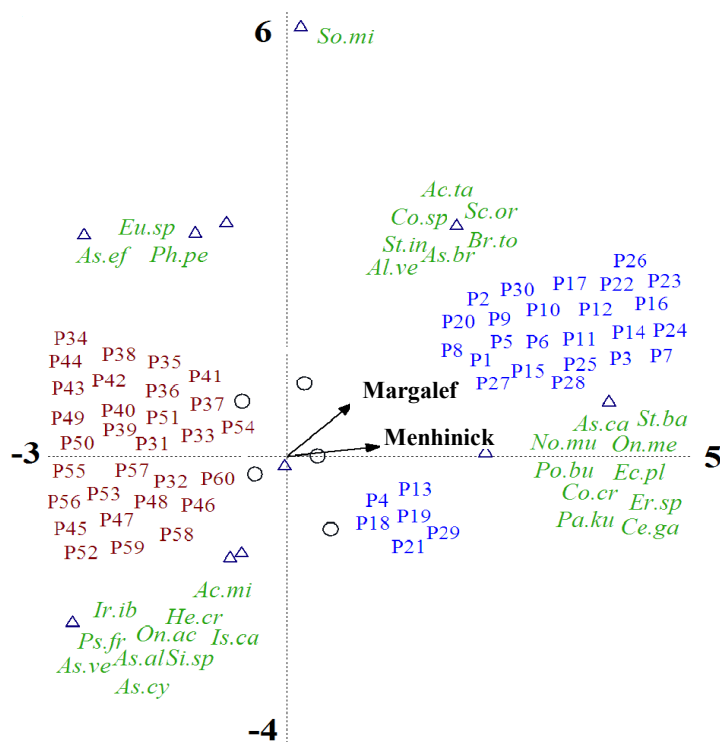 6
So.mi
Ac.ta
Co.sp Sc.or
Eu.sp
St.in Br.to
As.ef Ph.pe As.br
Al.ve
P26
P17 P22 P23
P30
P2 P12 P16
P10
P20 P9
P34 P14 P24
P5 P6 P11
P44 P38 P35 P8 P1 P3 P7
P15 P25
P43 P42 P41 P27 P28
P36
Margalef
P49 P40 P51 P37
As.ca St.ba
P50 P39 P31 P33 P54
Menhinick
No.mu On.me
-3
5
P55 P57 P32 P60
Po.bu Ec.pl
P56 P53 P48 P46 P4 P13
Co.cr Er.sp
P45 P47 P18 P19
Pa.ku Ce.ga
P52 P59 P58 P21 P29
Ac.mi
Ir.ib He.cr
Ps.fr On.ac Is.ca
As.ve As.al Si.sp
As.cy
-4